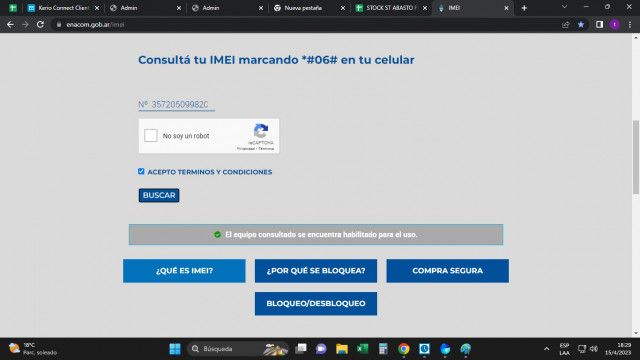 Kerio Connect Client
Admin
Admin
Nueva pestaña
STOCK ST ABASTO F
IMEI
enacom.gob.ar/imei
Consultá tu IMEI marcando *#06# en tu celular
Nº 35720509982
No soy un robot
reCAPTCHA
Privacidad - Términos
ACEPTO TERMINOS Y CONDICIONES
BUSCAR
El equipo consultado se encuentra habilitado para el uso.
¿QUÉ ES IMEI?
¿POR QUÉ SE BLOQUEA?
COMPRA SEGURA
BLOQUEO/DESBLOQUEO
18°C
Parc. soleado
Búsqueda
ESP
LAA
18:29
15/4/2023